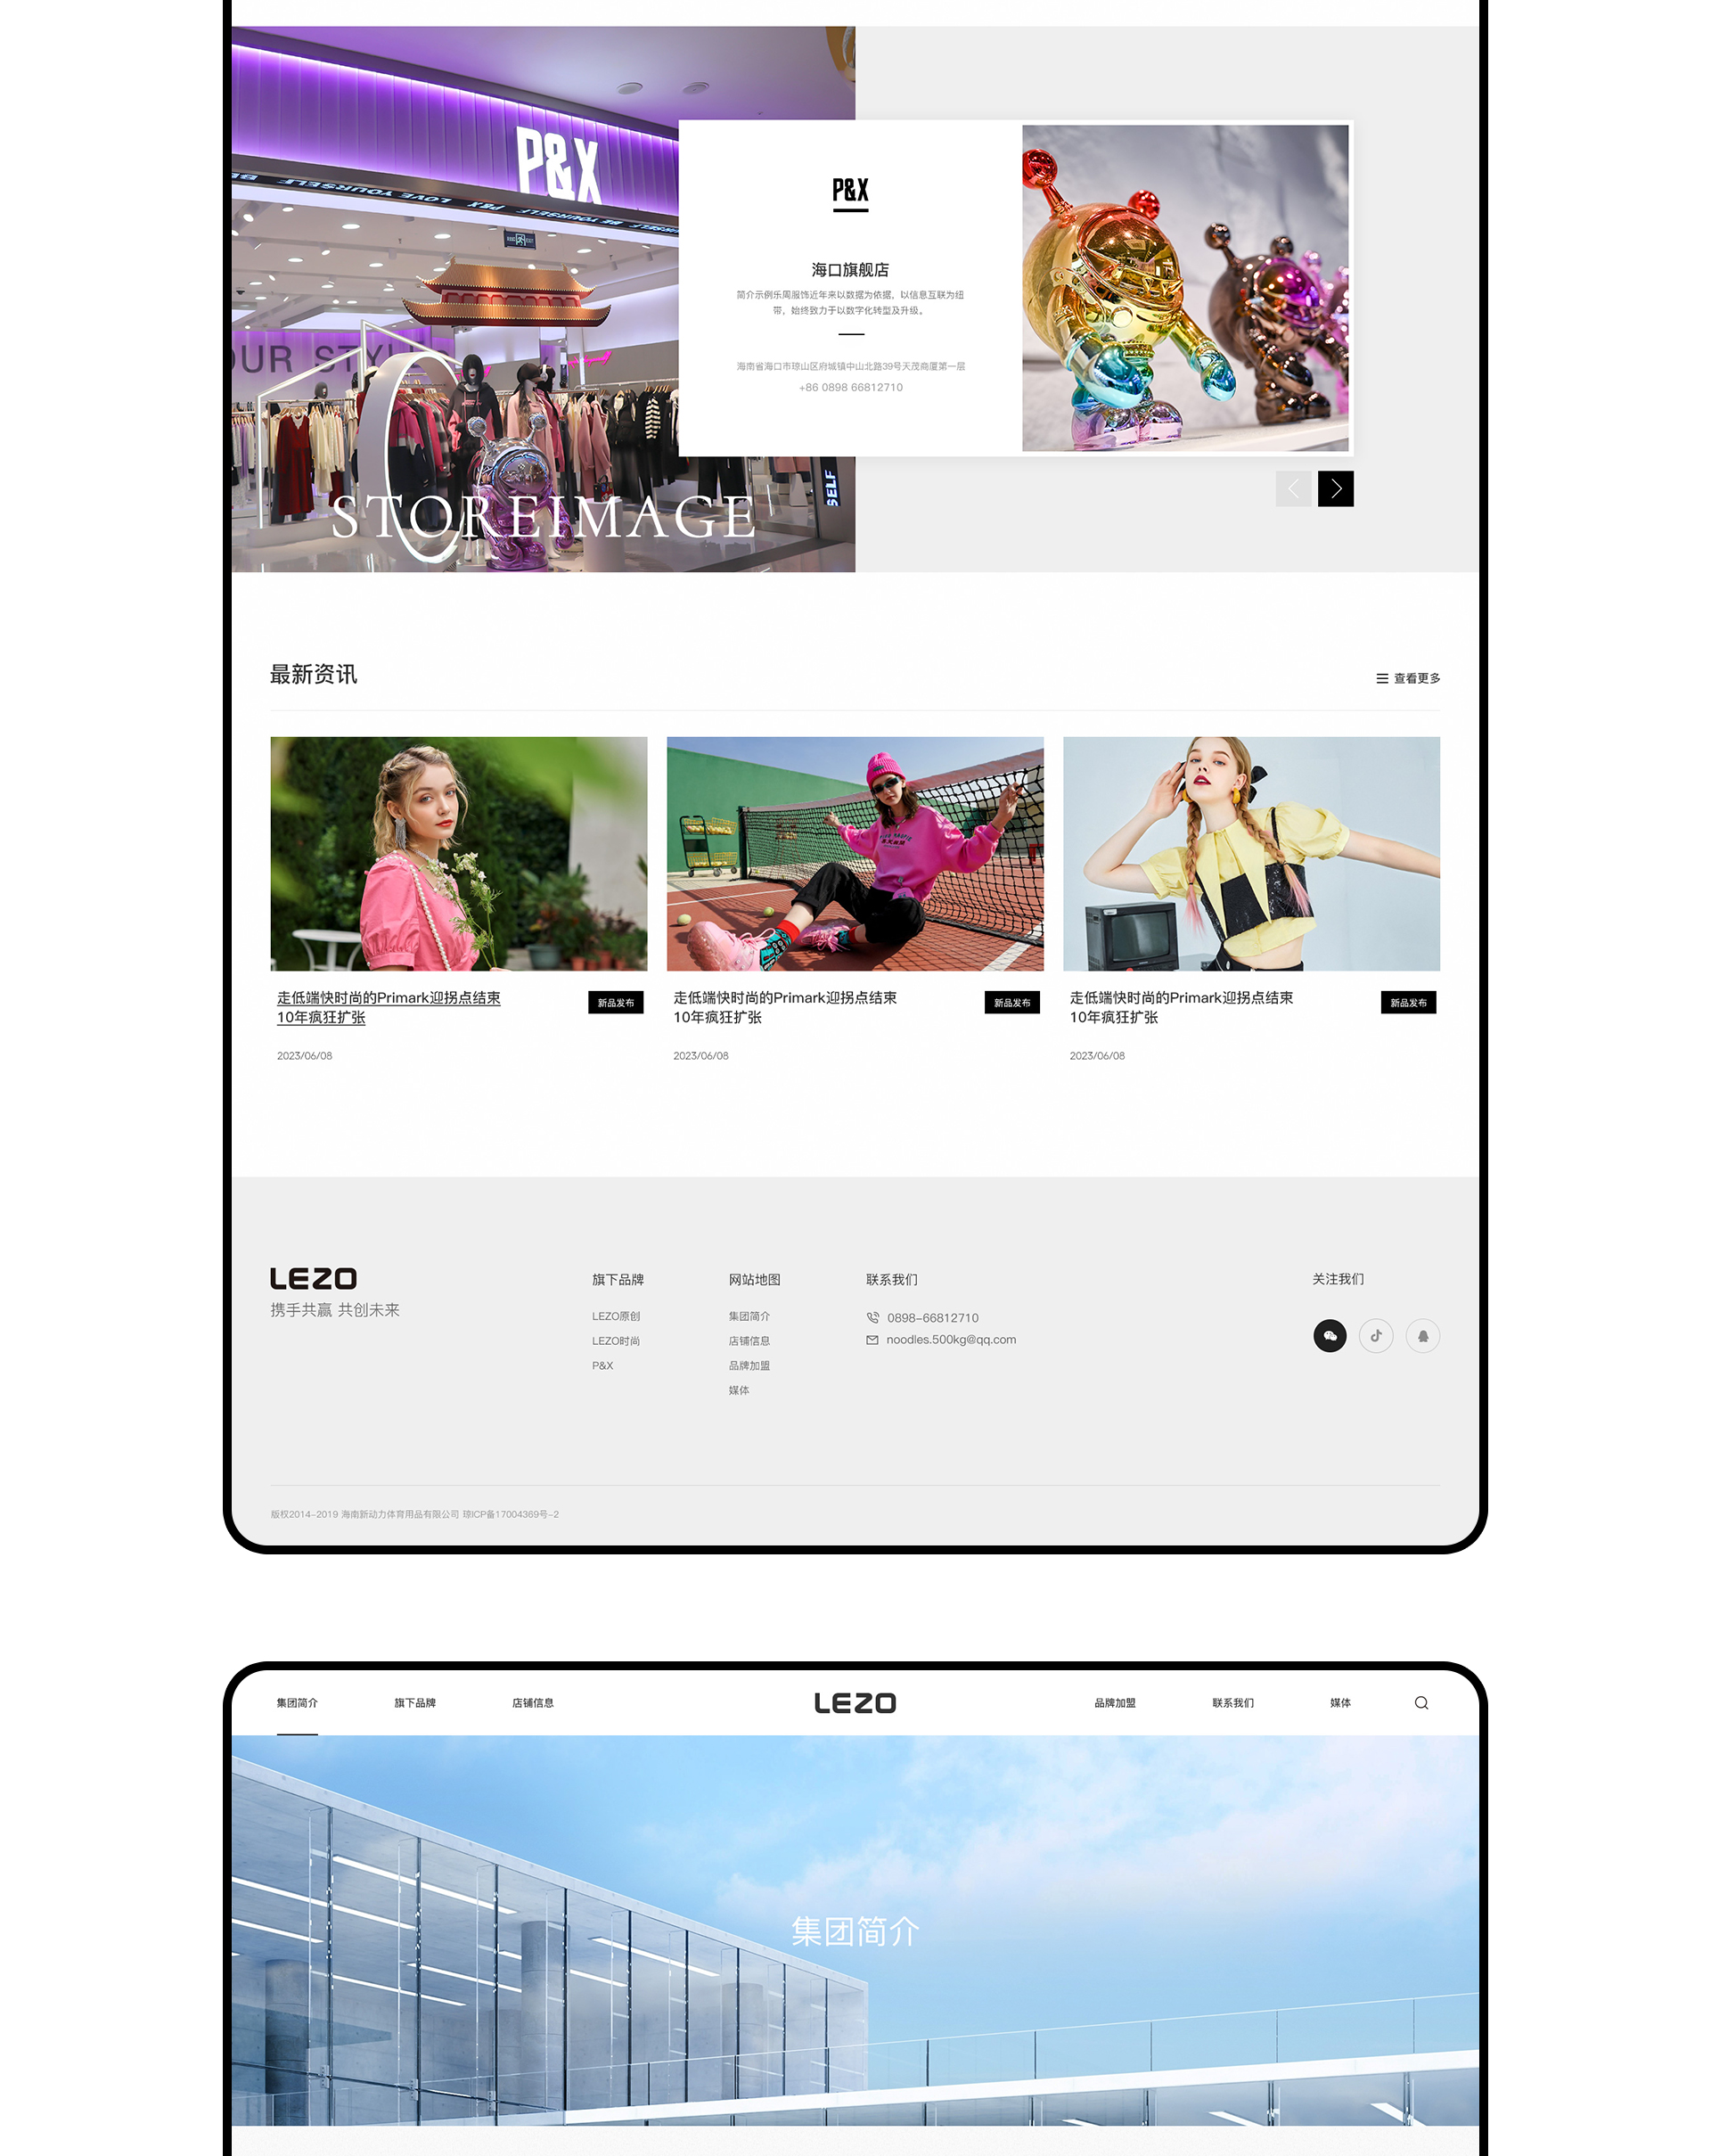 P&X
BE YOURSELF LOVE P&X BE YOURSELF
OUR STYL
SELF
STOREIMAGE
P&X
海口旗舰店
简介示例乐周服饰近年来以数据为依据，以信息互联为纽
带，始终致力于以数字化转型及升级。
海南省海口市琼山区府城镇中山北路39号天茂商厦第一层
+86 0898 66812710
最新资讯
查看更多
走低端快时尚的Primark迎拐点结束
10年疯狂扩张
新品发布
2023/06/08
走低端快时尚的Primark迎拐点结束
10年疯狂扩张
新品发布
2023/06/08
走低端快时尚的Primark迎拐点结束
10年疯狂扩张
新品发布
2023/06/08
LEZO
携手共赢 共创未来
旗下品牌
LEZO原创
LEZO时尚
P&X
网站地图
集团简介
店铺信息
品牌加盟
媒体
联系我们
0898-66812710
noodles.500kg@qq.com
关注我们
版权2014-2019 海南新动力体育用品有限公司 琼ICP备17004369号-2
集团简介 旗下品牌 店铺信息 LEZO 品牌加盟 联系我们 媒体
集团简介